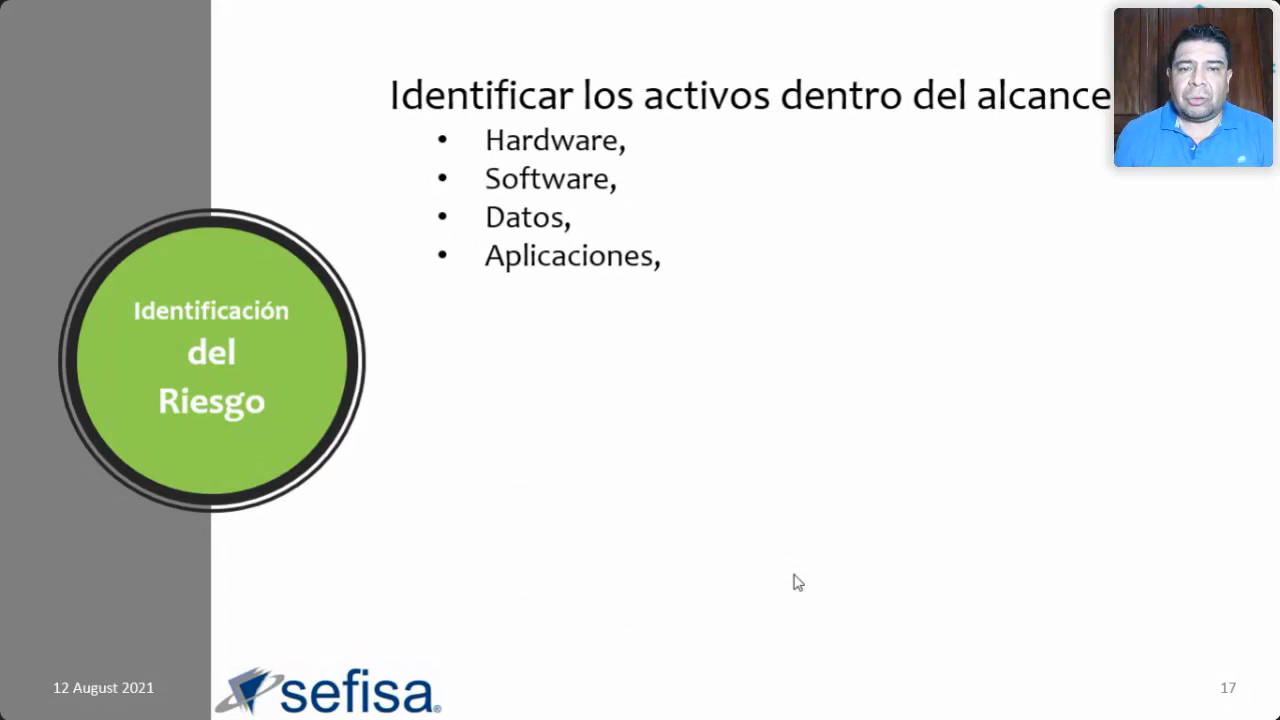 Identificar los activos dentro del alcance
• Hardware,
• Software,
• Datos,
• Aplicaciones,
Identificación
del
Riesgo
12 August 2021
sefisa®
17